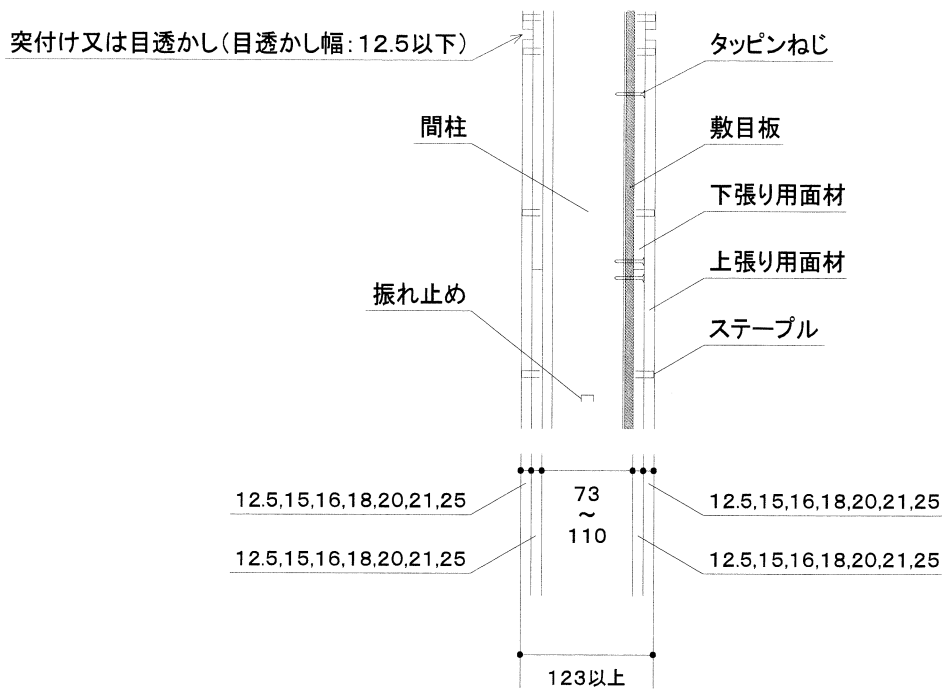 突付け又は目透かし(目透かし幅:12.5以下)
タッピンねじ
間柱
敷目板
下張り用面材
上張り用面材
振れ止め
ステープル
12.5,15,16,18,20,21,25
73
~
110
12.5,15,16,18,20,21,25
12.5,15,16,18,20,21,25
12.5,15,16,18,20,21,25
123以上